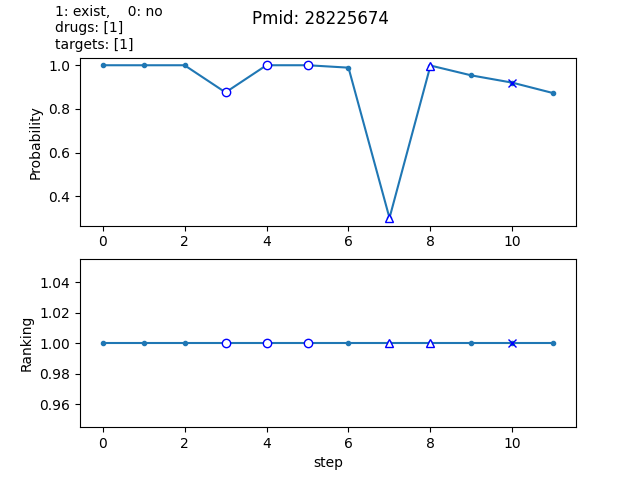 1: exist,    0: no
Pmid: 28225674
drugs: [1]
targets: [1]
1.0
0.8
0.6
0.4
Probability
0 2 4 6 8 10
1.04
1.02
1.00
0.98
0.96
Ranking
0 2 4 6 8 10
step